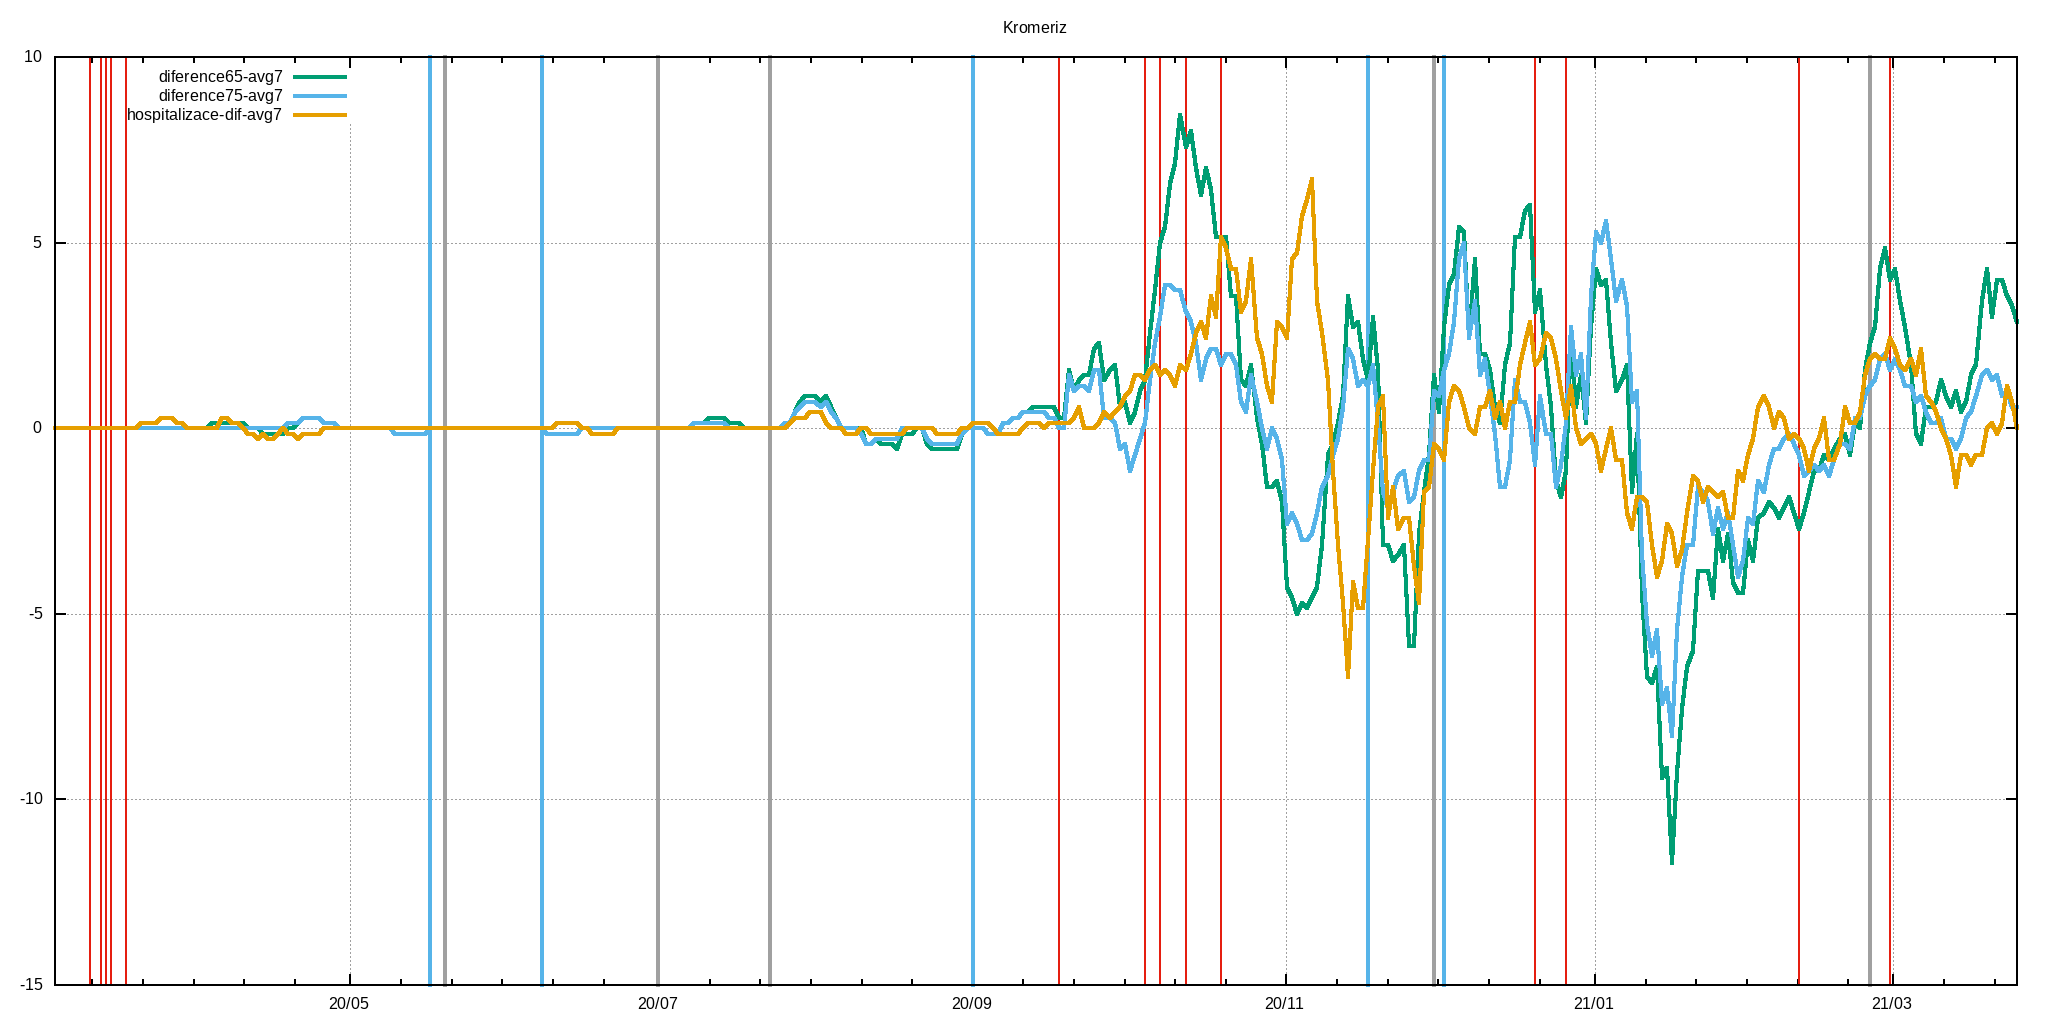 Kromeriz
10
diference65-avg7
diference75-avg7
hospitalizace-dif-avg7
5
0
-5
-10
-15
20/05 20/07 20/09 20/11 21/01 21/03